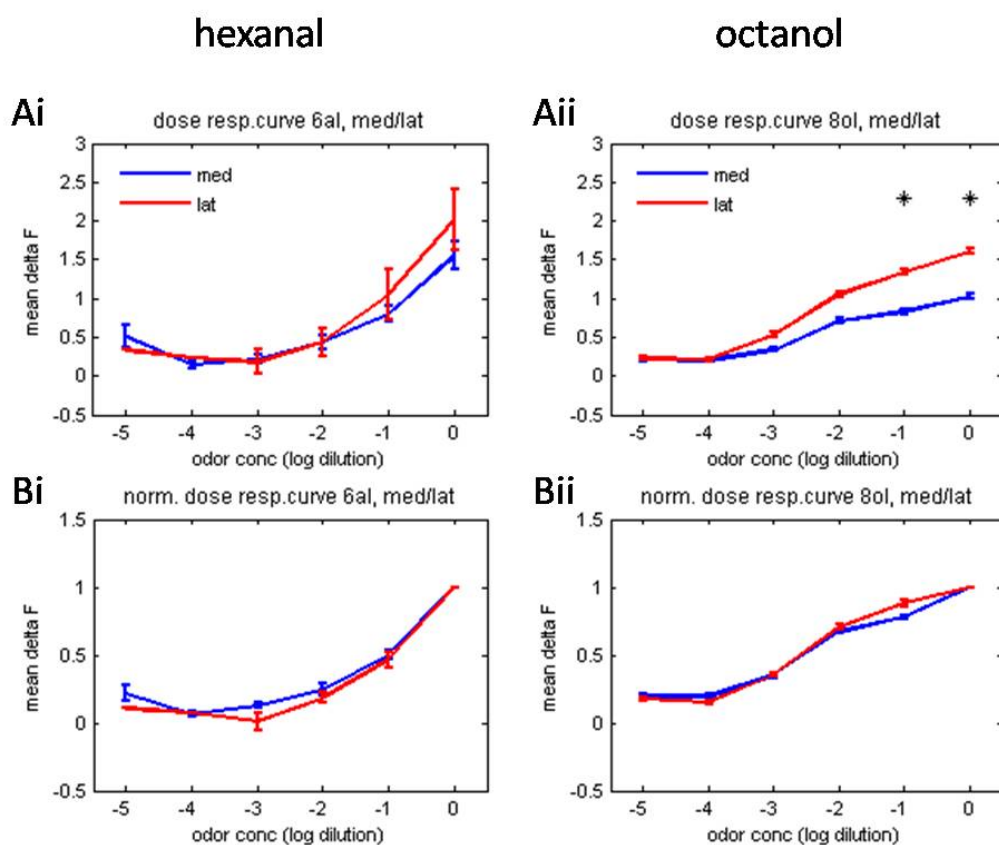 hexanal
octanol
Ai
dose resp.curve 6al, med/lat
3
2.5
2
1.5
1
0.5
0
-0.5
med
lat
mean delta F
-5 -4 -3 -2 -1 0
odor conc (log dilution)
Aii
dose resp.curve 8ol, med/lat
3
2.5
2
1.5
1
0.5
0
-0.5
med
lat
* *
mean delta F
-5 -4 -3 -2 -1 0
odor conc (log dilution)
Bi
norm. dose resp.curve 6al, med/lat
1.5
1
0.5
0
-0.5
mean delta F
-5 -4 -3 -2 -1 0
odor conc (log dilution)
Bii
norm. dose resp.curve 8ol, med/lat
1.5
1
0.5
0
-0.5
mean delta F
-5 -4 -3 -2 -1 0
odor conc (log dilution)